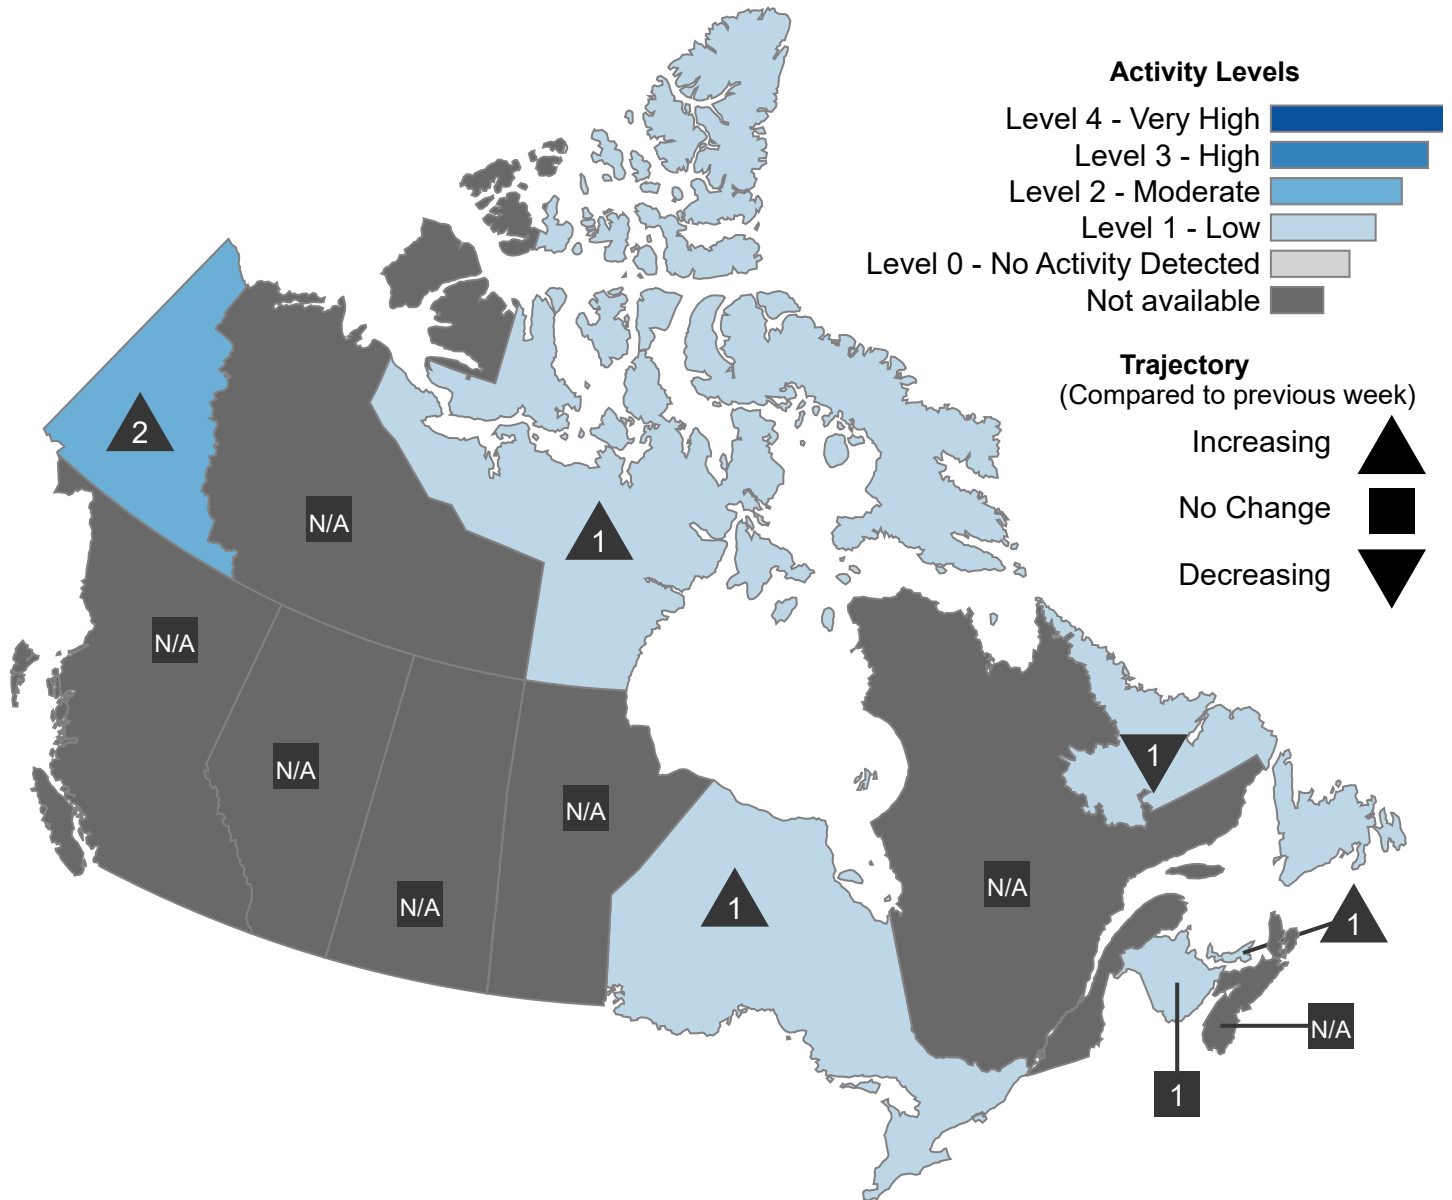 Activity Levels
Level 4 - Very High
Level 3 - High
Level 2 - Moderate
Level 1 - Low
Level 0 - No Activity Detected
Not available
Trajectory
(Compared to previous week)
Increasing
No Change
Decreasing
2
N/A
1
N/A
N/A
N/A
N/A
1
N/A
1
1
N/A
1